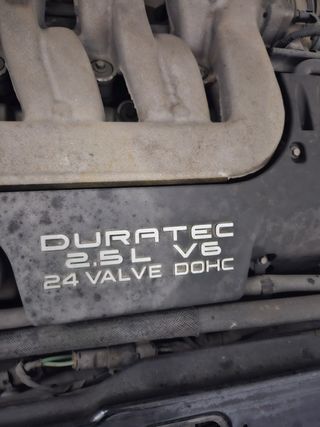 DURATEC
2.5L V6
24 VALVE DOHC